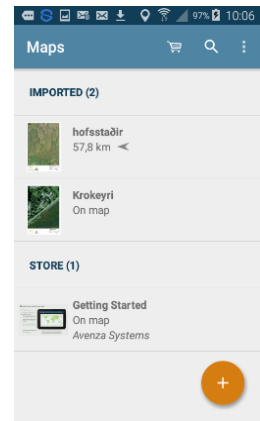 97% 10:06
Maps
IMPORTED (2)
hofsstaðir
57,8 km
Krokeyri
On map
STORE (1)
Getting Started
On map
Avenza Systems
+